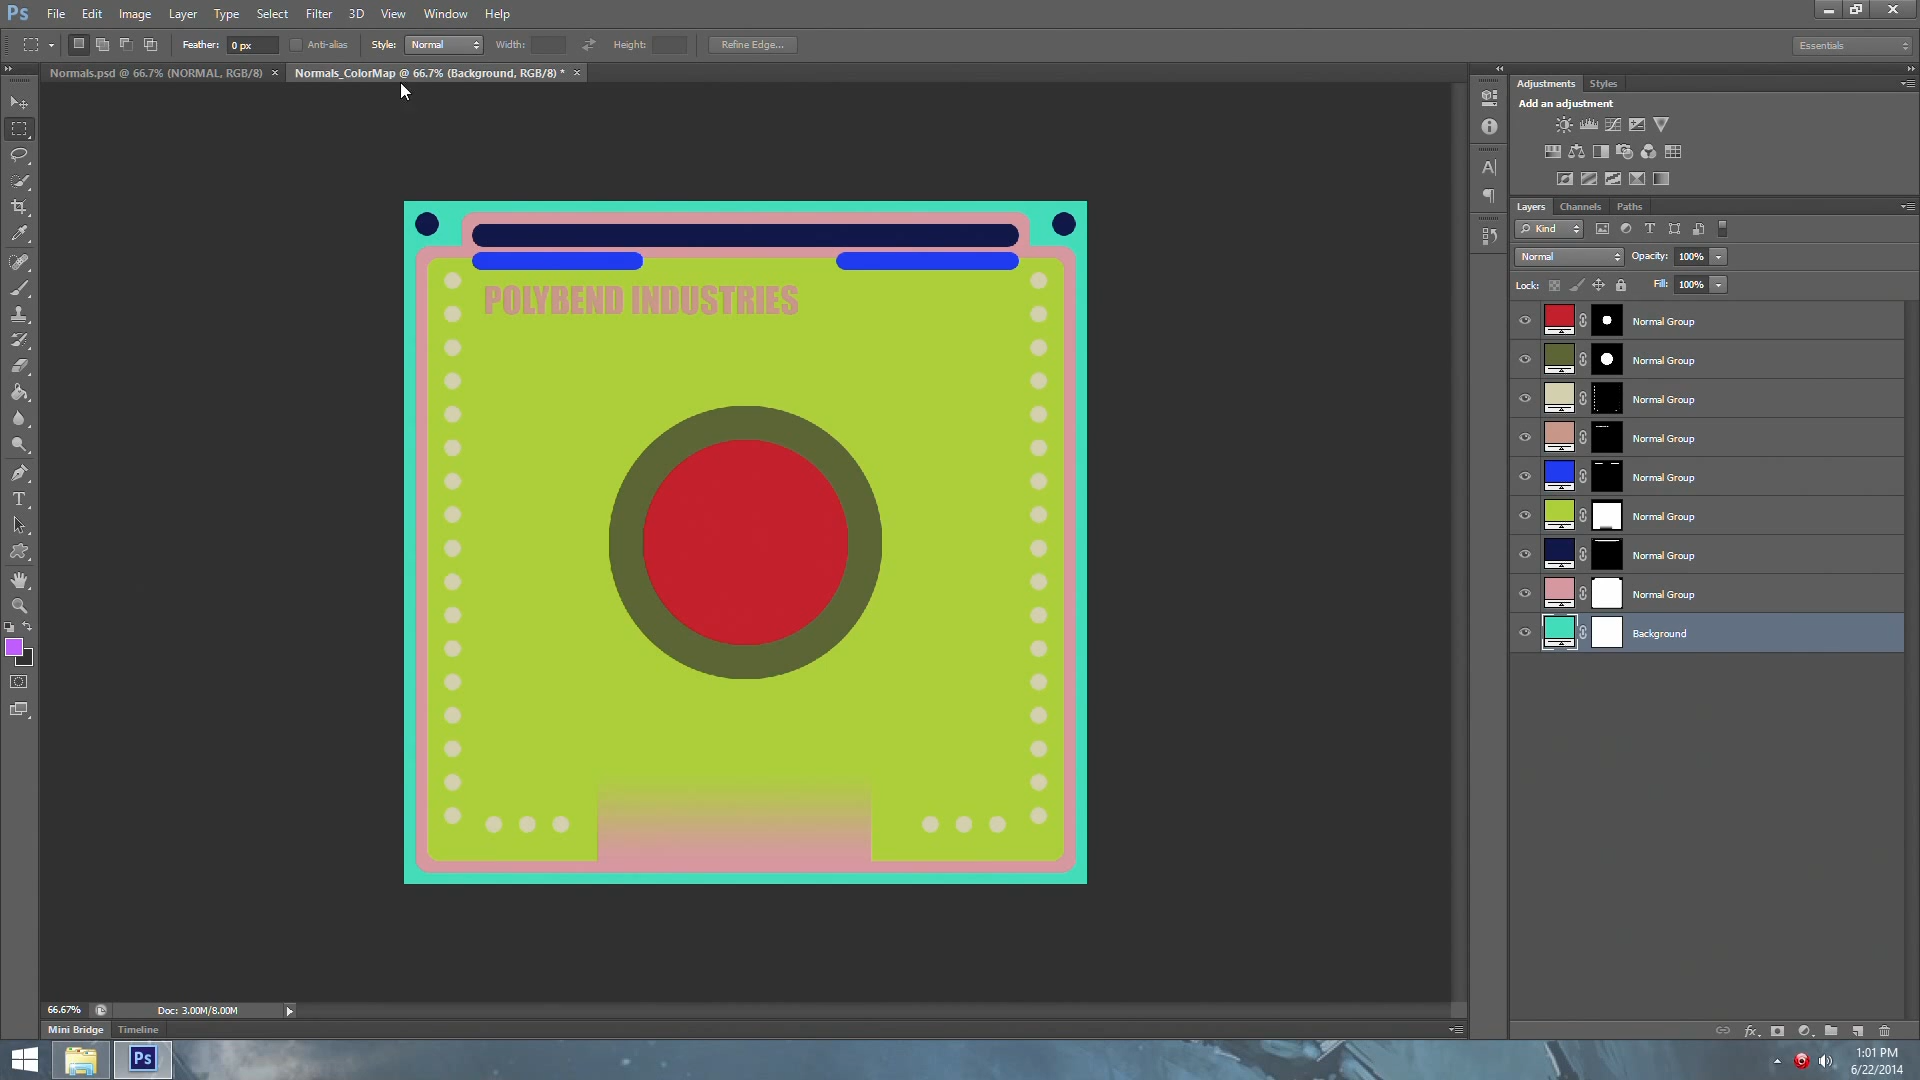 Ps File Edit Image Layer Type Select Filter 3D View Window Help
Feather: 0 px Anti-alias Style: Normal Width: Height: Refine Edge... Essentials
Normals.psd @ 66.7% (NORMAL, RGB/8) × Normals_ColorMap @ 66.7% (Background, RGB/8) * ×
Adjustments Styles
Add an adjustment
Layers Channels Paths
Kind
Normal Opacity: 100%
Lock: Fill: 100%
POLYBEND INDUSTRIES
Normal Group
Normal Group
Normal Group
Normal Group
Normal Group
Normal Group
Normal Group
Normal Group
Background
66.67% Doc: 3.00M/8.00M
Mini Bridge Timeline
Ps
1:01 PM
6/22/2014